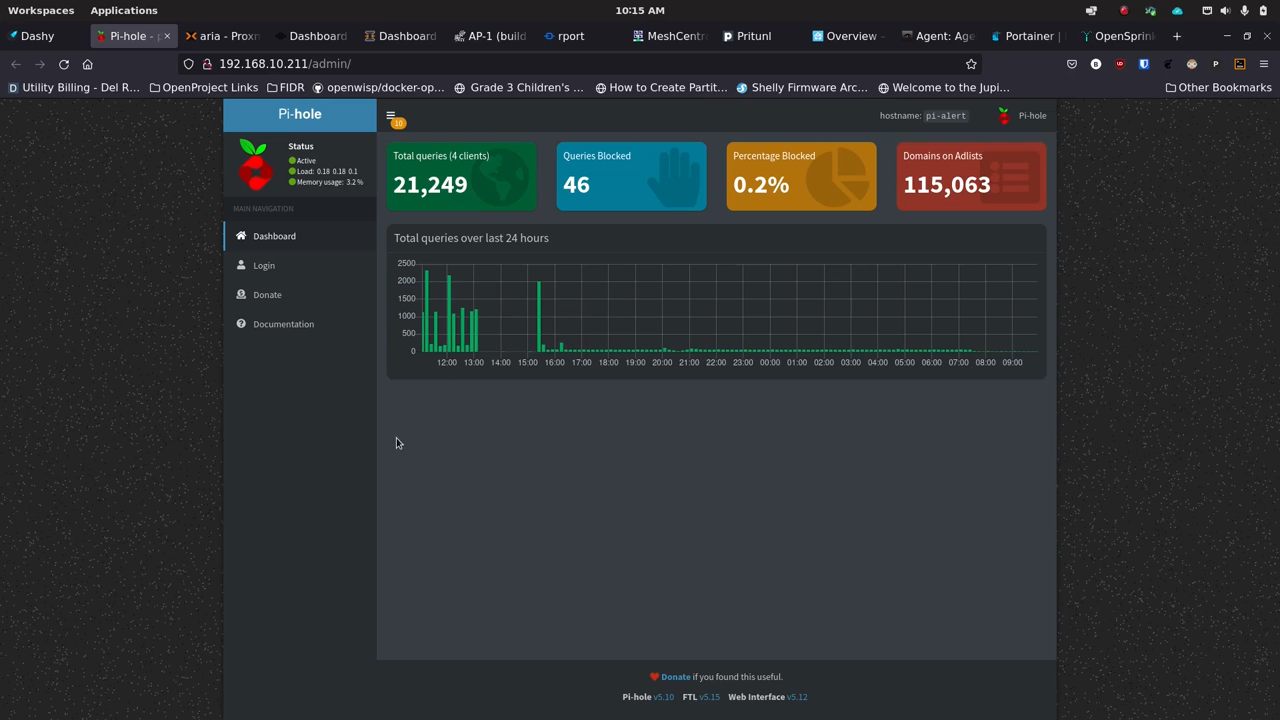 Workspaces Applications 10:15 AM
Dashy Pi-hole - aria - Proxm Dashboard Dashboard AP-1 (build rport MeshCentr Pritunl Overview - Agent: Age Portainer | OpenSprink
192.168.10.211/admin/
Utility Billing - Del R... OpenProject Links FIDR openwisp/docker-op... Grade 3 Children's ... How to Create Partit... Shelly Firmware Arc... Welcome to the Jupi... Other Bookmarks
Pi-hole
10
hostname: pi-alert Pi-hole
Status
Active
Load: 0.18 0.18 0.1
Memory usage: 3.2 %
MAIN NAVIGATION
Dashboard
Login
Donate
Documentation
Total queries (4 clients)
21,249
Queries Blocked
46
Percentage Blocked
0.2%
Domains on Adlists
115,063
Total queries over last 24 hours
2500
2000
1500
1000
500
0
12:00 13:00 14:00 15:00 16:00 17:00 18:00 19:00 20:00 21:00 22:00 23:00 00:00 01:00 02:00 03:00 04:00 05:00 06:00 07:00 08:00 09:00
Donate if you found this useful.
Pi-hole v5.10 FTL v5.15 Web Interface v5.12